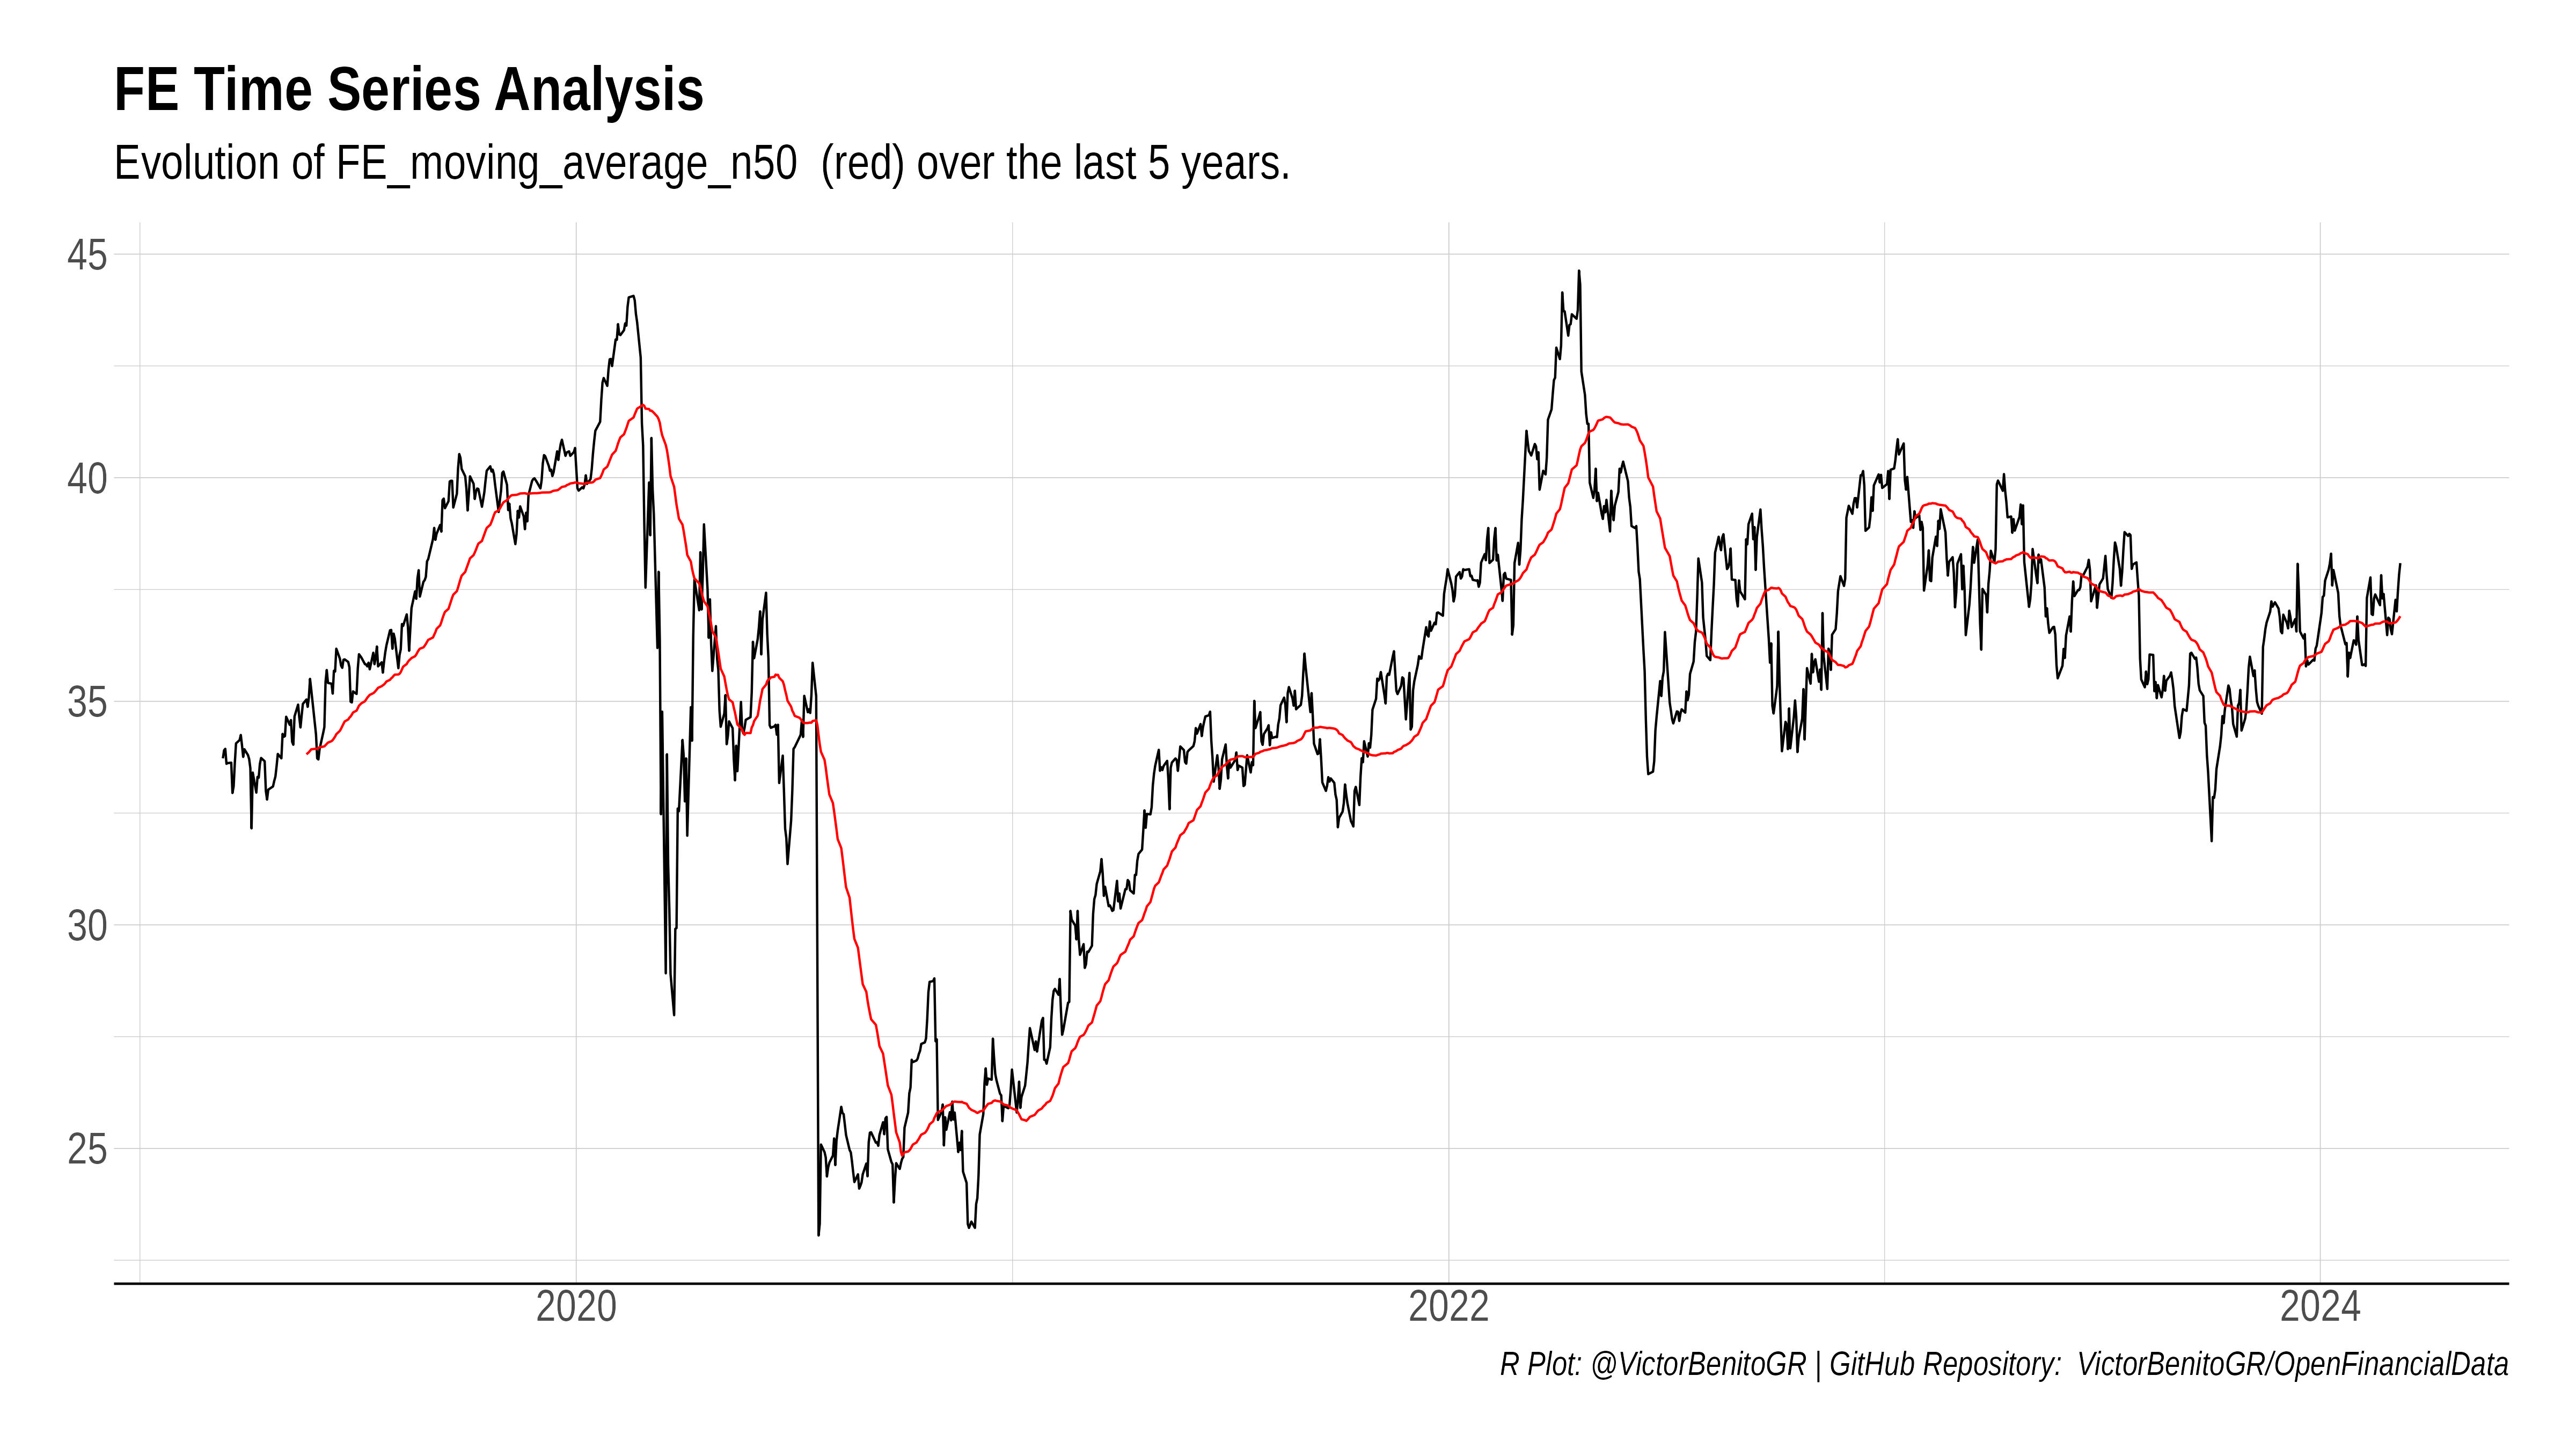 FE Time Series Analysis
Evolution of FE_moving_average_n50  (red) over the last 5 years.
45
40
35
30
25
2020 2022 2024
R Plot: @VictorBenitoGR | GitHub Repository:  VictorBenitoGR/OpenFinancialData